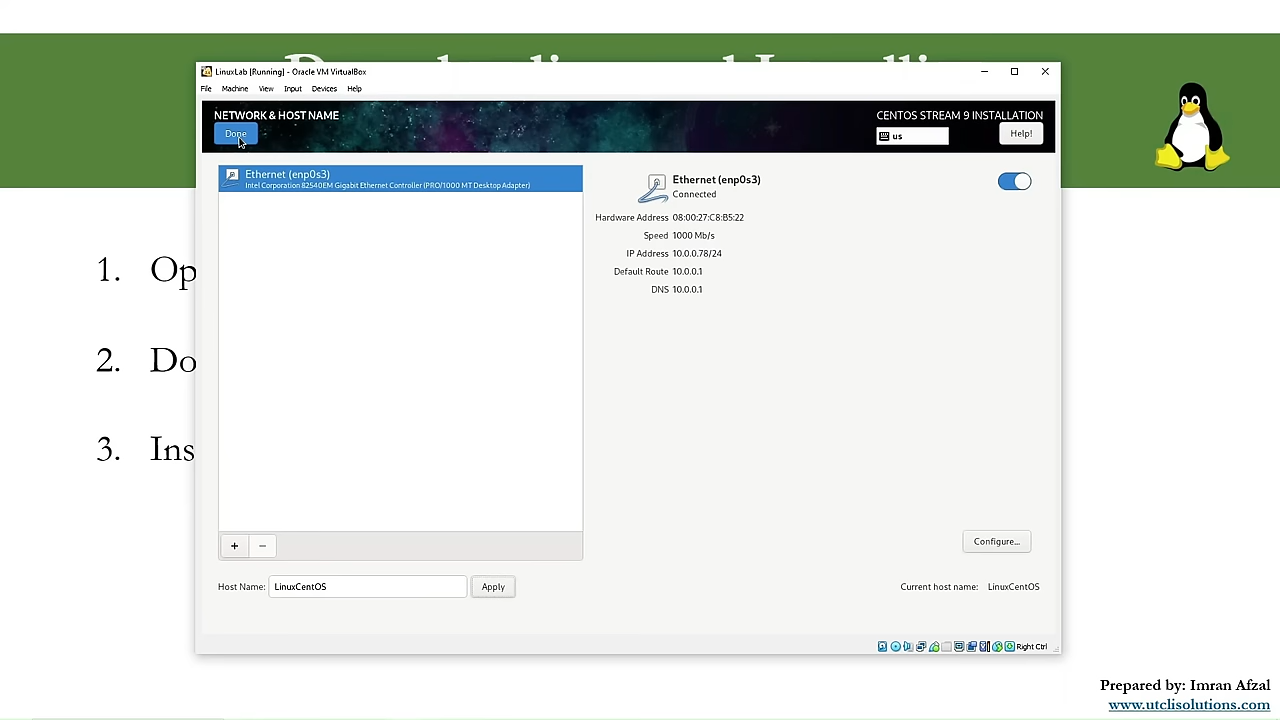 LinuxLab [Running] - Oracle VM VirtualBox
File Machine View Input Devices Help
NETWORK & HOST NAME
CENTOS STREAM 9 INSTALLATION
Done
us
Help!
Ethernet (enp0s3)
Intel Corporation 82540EM Gigabit Ethernet Controller (PRO/1000 MT Desktop Adapter)
Ethernet (enp0s3)
Connected
Hardware Address 08:00:27:C8:B5:22
Speed 1000 Mb/s
IP Address 10.0.0.78/24
Default Route 10.0.0.1
DNS 10.0.0.1
1. Op
2. Do
3. Ins
+ −
Configure...
Host Name: LinuxCentOS Apply
Current host name: LinuxCentOS
Right Ctrl
Prepared by: Imran Afzal
www.utclisolutions.com